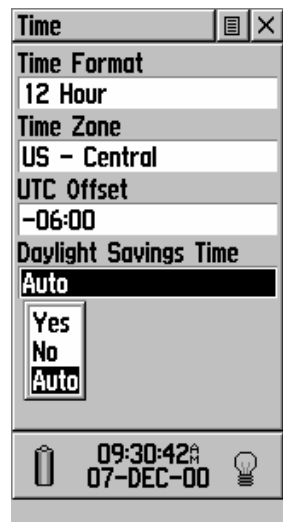 Time
Time Format
12 Hour
Time Zone
US - Central
UTC Offset
-06:00
Daylight Savings Time
Auto
Yes
No
Auto
09:30:42AM
07-DEC-00